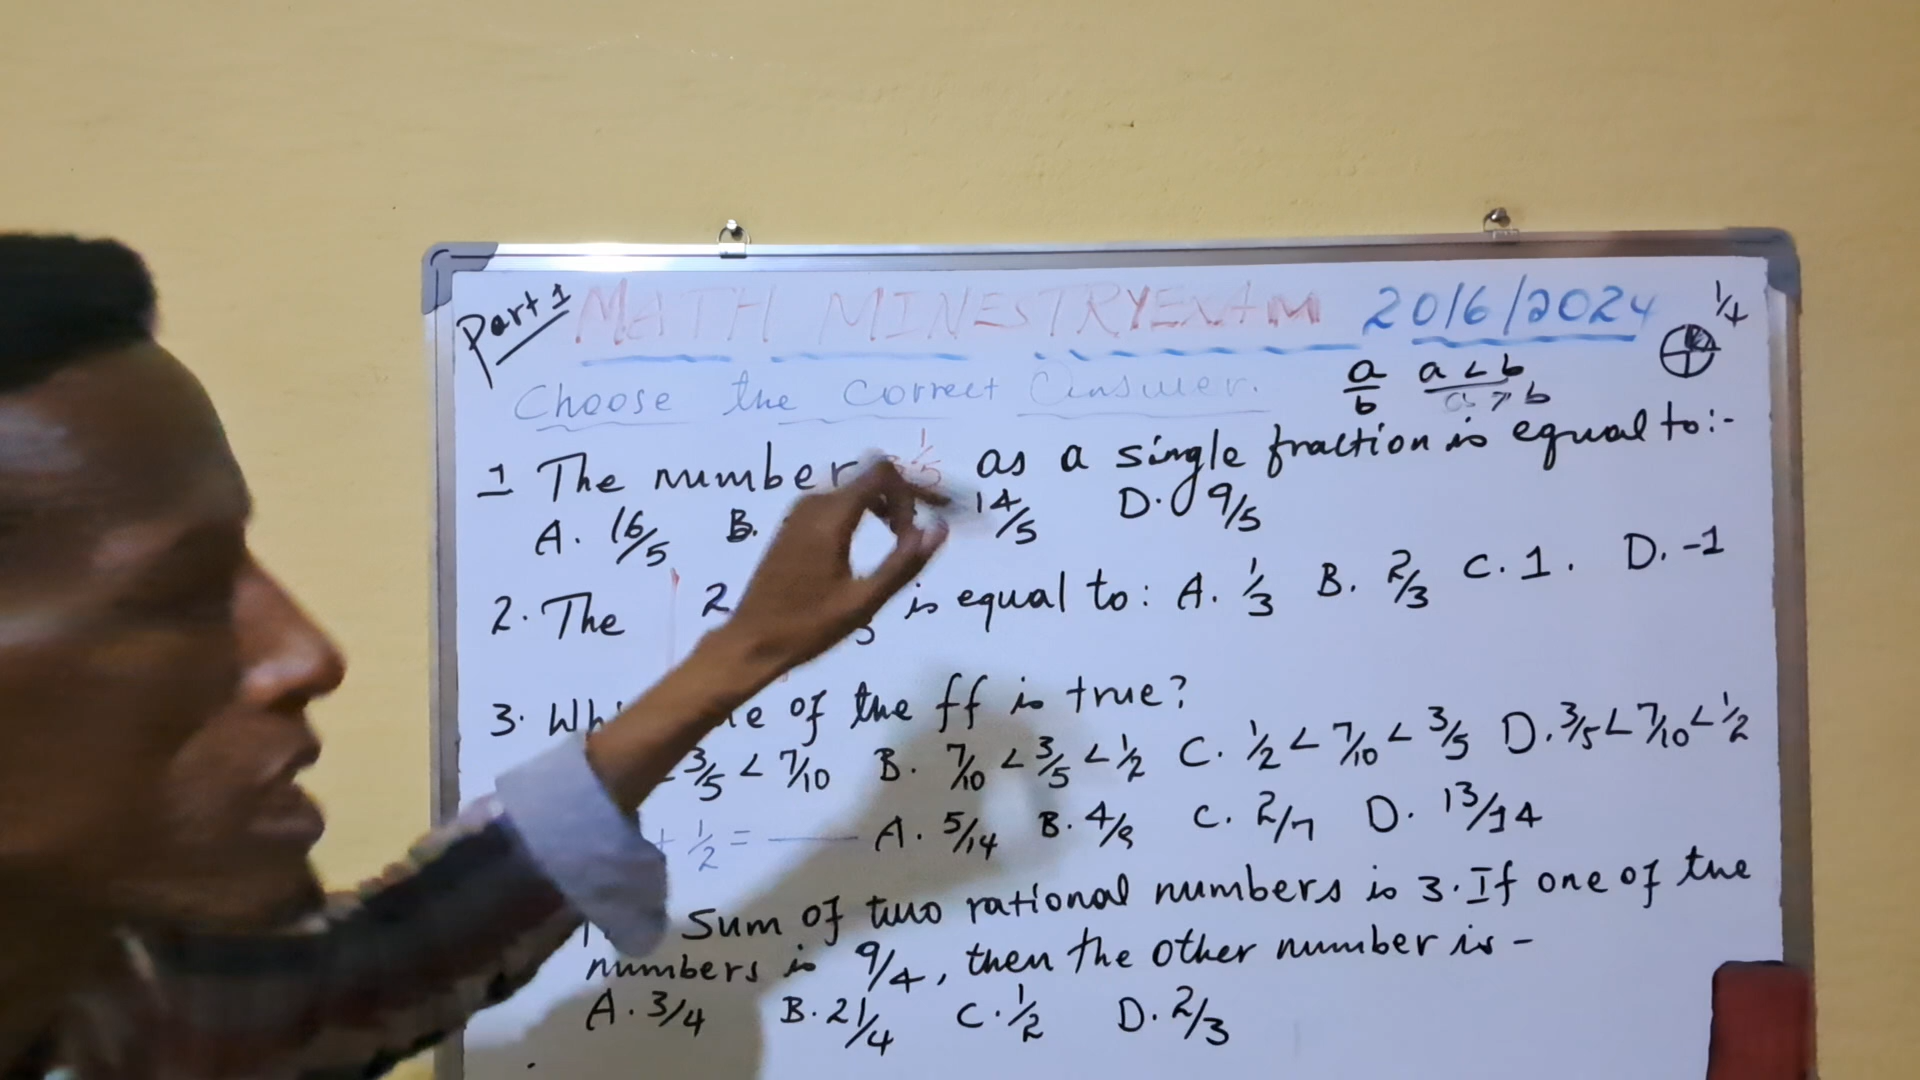 Part 1
MATH MINESTRY EXAM 2016/2024
1/4
Choose the correct answer.
a/b a < b
a > b
1 The number 1/5 as a single fraction is equal to:-
A. 16/5 B. 14/5 D. 9/5
2. The 2 is equal to: A. 1/3 B. 2/3 C. 1. D. -1
3. of the ff is true?
< 3/5 < 7/10 B. 7/10 < 3/5 < 1/2 C. 1/2 < 7/10 < 3/5 D. 3/5 < 7/10 < 1/2
+ 1/2 = A. 5/14 B. 4/9 C. 2/7 D. 13/14
Sum of two rational numbers is 3. If one of the
numbers is 9/4, then the other number is -
A. 3/4 B. 21/4 C. 1/2 D. 2/3